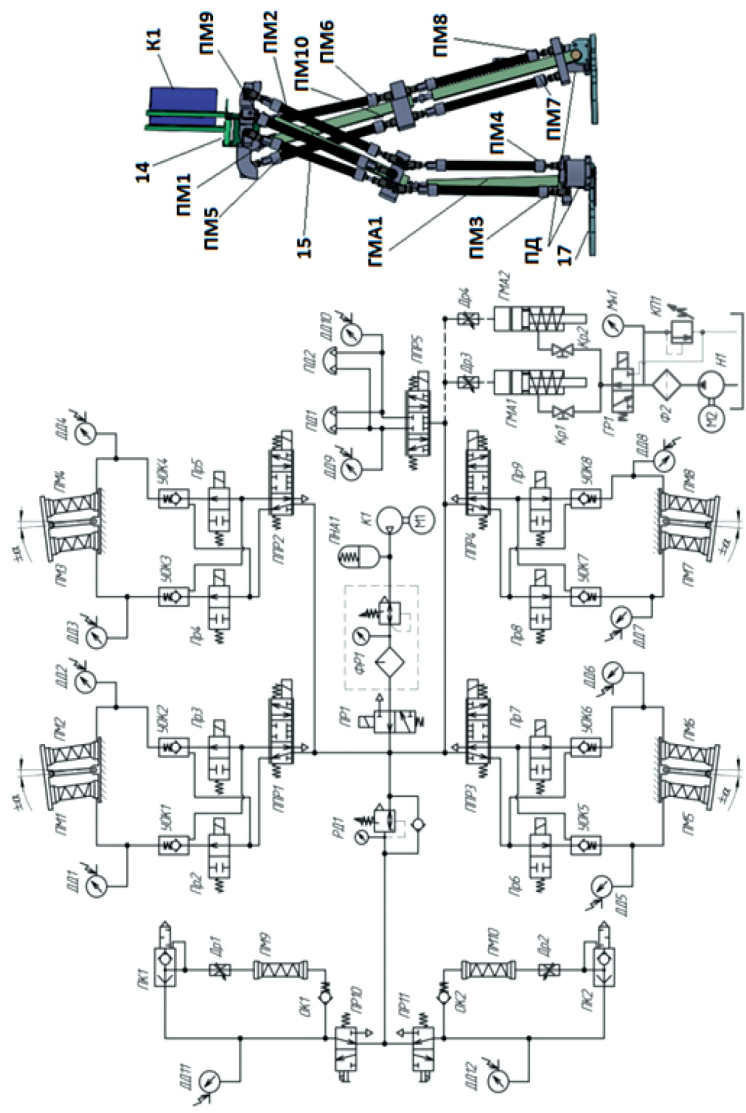 ДД11
ПК1
Др1
ПМ9
ОК1
ПР10
ДД12
ПР11
ОК2
ПМ10
Др2
ПК2
±α
ПМ1
ПМ2
ДД1
ДД2
УОК1
УОК2
Пр2
Пр3
ППР1
±α
ПМ3
ПМ4
ДД3
ДД4
УОК3
УОК4
Пр4
Пр5
ППР2
РД1
ПР1
ФР1
ПНА1
К1
М1
ППР3
Пр6
Пр7
УОК5
УОК6
ДД5
ДД6
ПМ5
ПМ6
±α
ППР4
Пр8
Пр9
УОК7
УОК8
ДД7
ДД8
ПМ7
ПМ8
±α
ДД9
ПД1
ПД2
ДД10
ППР5
Др3
Др4
ГМА1
ГМА2
Кр1
Кр2
ГР1
Мн1
КП1
Ф2
М2
Н1
14
К1
ПМ9
ПМ1
ПМ2
ПМ5
ПМ10
ПМ6
15
ГМА1
ПМ8
ПМ4
ПМ3
ПМ7
ПД
17